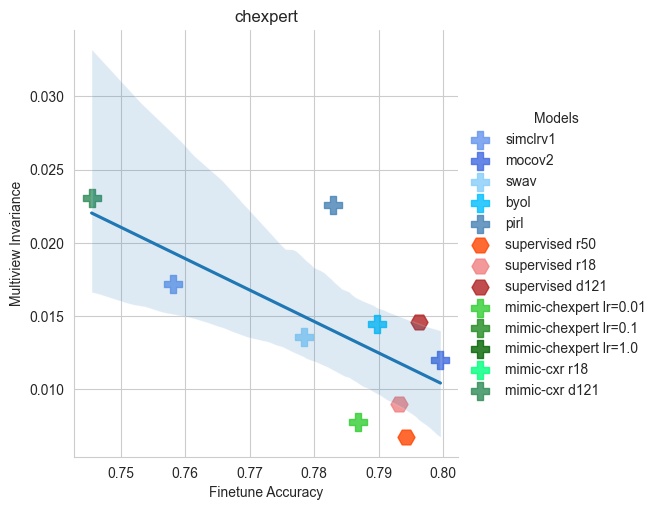 chexpert
Multiview Invariance
0.030
0.025
0.020
0.015
0.010
0.75 0.76 0.77 0.78 0.79 0.80
Finetune Accuracy
Models
simclrv1
mocov2
swav
byol
pirl
supervised r50
supervised r18
supervised d121
mimic-chexpert lr=0.01
mimic-chexpert lr=0.1
mimic-chexpert lr=1.0
mimic-cxr r18
mimic-cxr d121